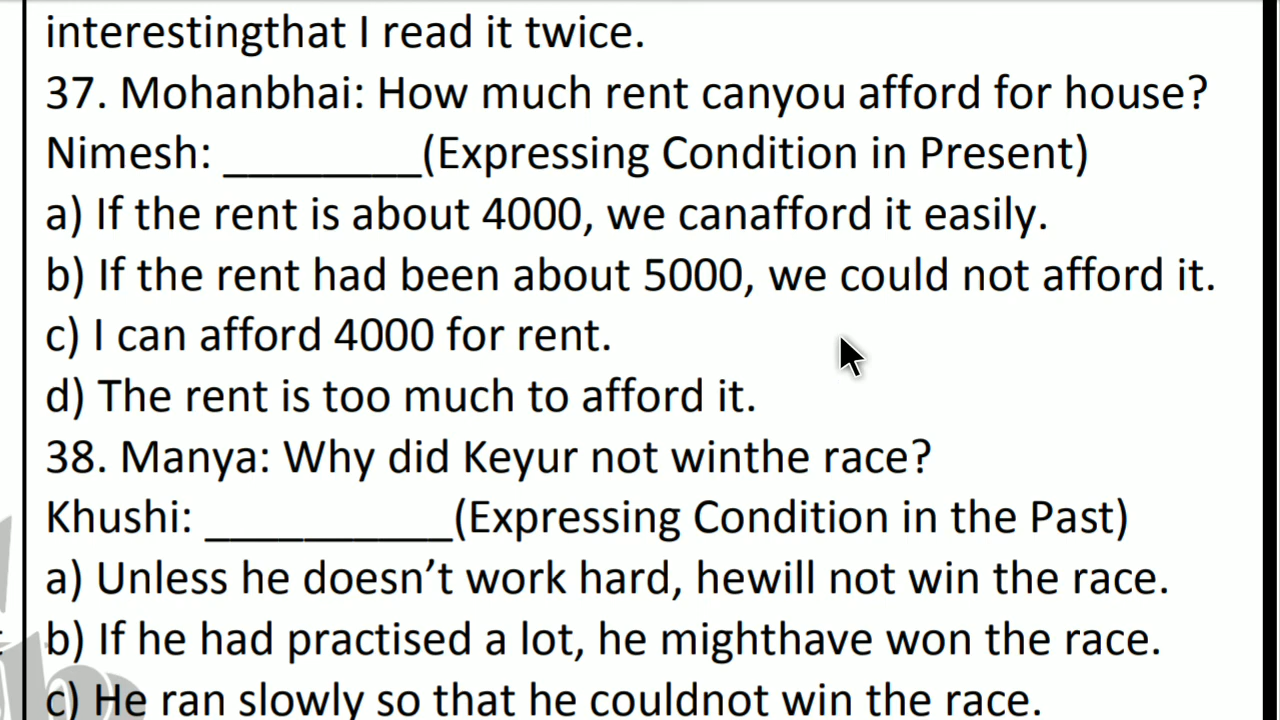 interestingthat I read it twice.
37. Mohanbhai: How much rent canyou afford for house?
Nimesh: ________(Expressing Condition in Present)
a) If the rent is about 4000, we canafford it easily.
b) If the rent had been about 5000, we could not afford it.
c) I can afford 4000 for rent.
d) The rent is too much to afford it.
38. Manya: Why did Keyur not winthe race?
Khushi: __________(Expressing Condition in the Past)
a) Unless he doesn’t work hard, hewill not win the race.
b) If he had practised a lot, he mighthave won the race.
c) He ran slowly so that he couldnot win the race.